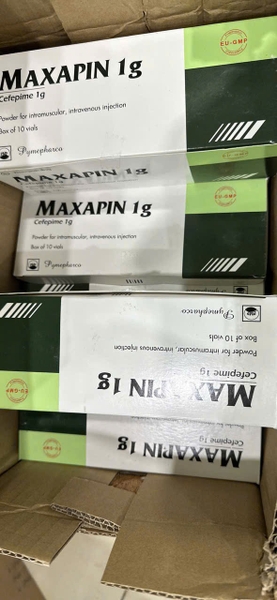 MAXAPIN 1g
Cefepime 1g
EU-GMP
Powder for intramuscular, intravenous injection
Box of 10 vials
Pymepharco
MAXAPIN 1g
MAXAPIN 1g
Cefepime 1g
EU-GMP
Powder for intramuscular, intravenous injection
Box of 10 vials
Pymepharco
MAXAPIN 1g
Cefepime 1g
Powder for intramuscular, intravenous injection
Box of 10 vials
Pymepharco
EU-GMP
MAXAPIN 1g
Cefepime 1g
EU-GMP